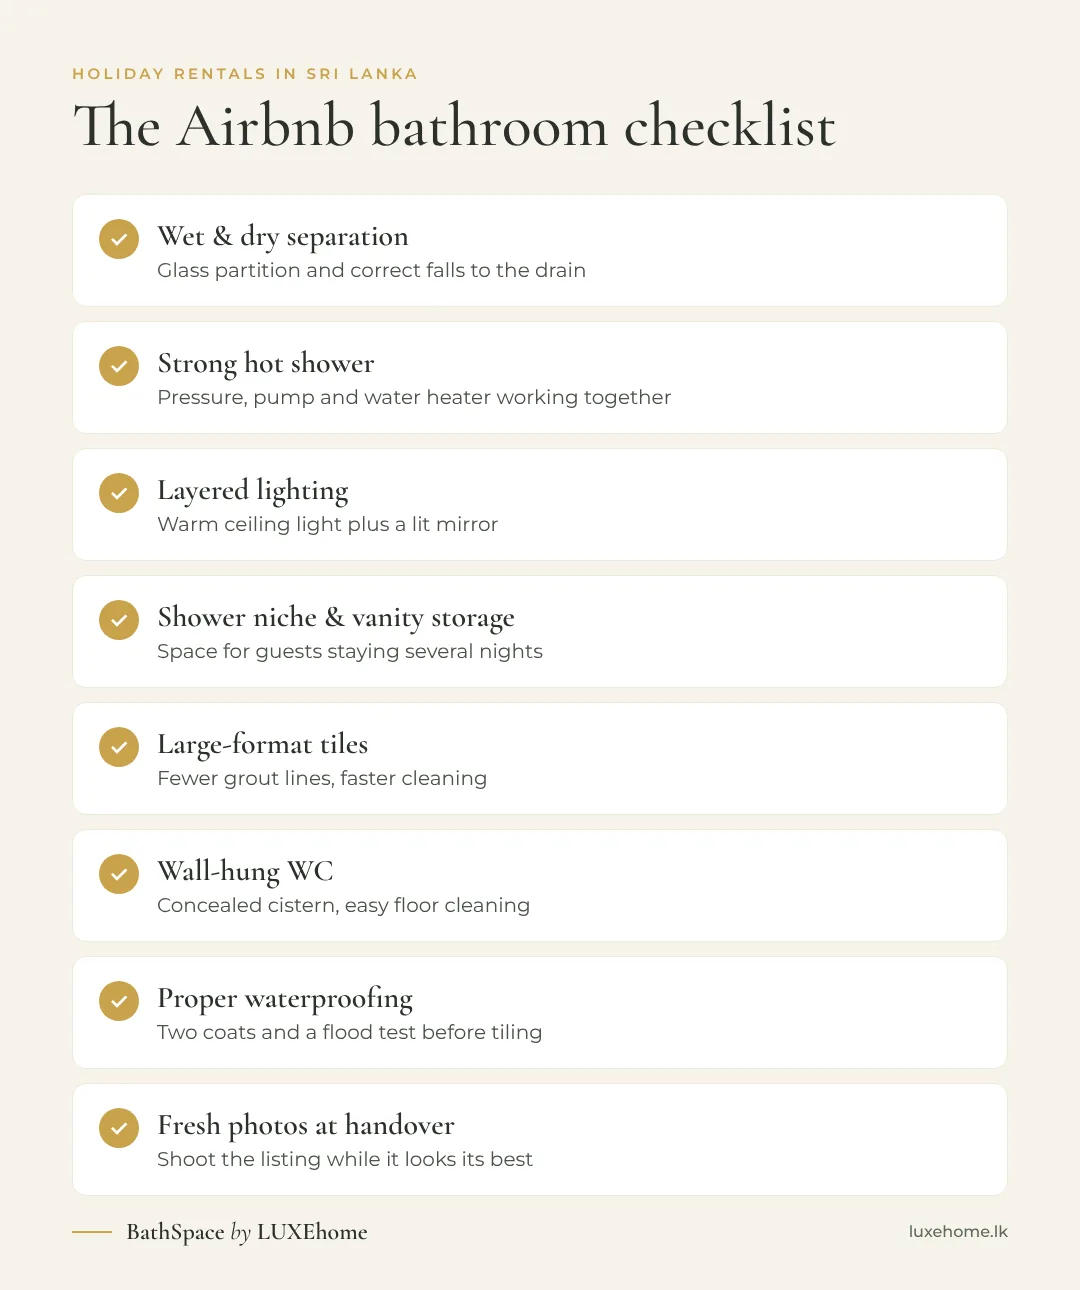 HOLIDAY RENTALS IN SRI LANKA
The Airbnb bathroom checklist
Wet & dry separation
Glass partition and correct falls to the drain
Strong hot shower
Pressure, pump and water heater working together
Layered lighting
Warm ceiling light plus a lit mirror
Shower niche & vanity storage
Space for guests staying several nights
Large-format tiles
Fewer grout lines, faster cleaning
Wall-hung WC
Concealed cistern, easy floor cleaning
Proper waterproofing
Two coats and a flood test before tiling
Fresh photos at handover
Shoot the listing while it looks its best
BathSpace by LUXEhome
luxehome.lk